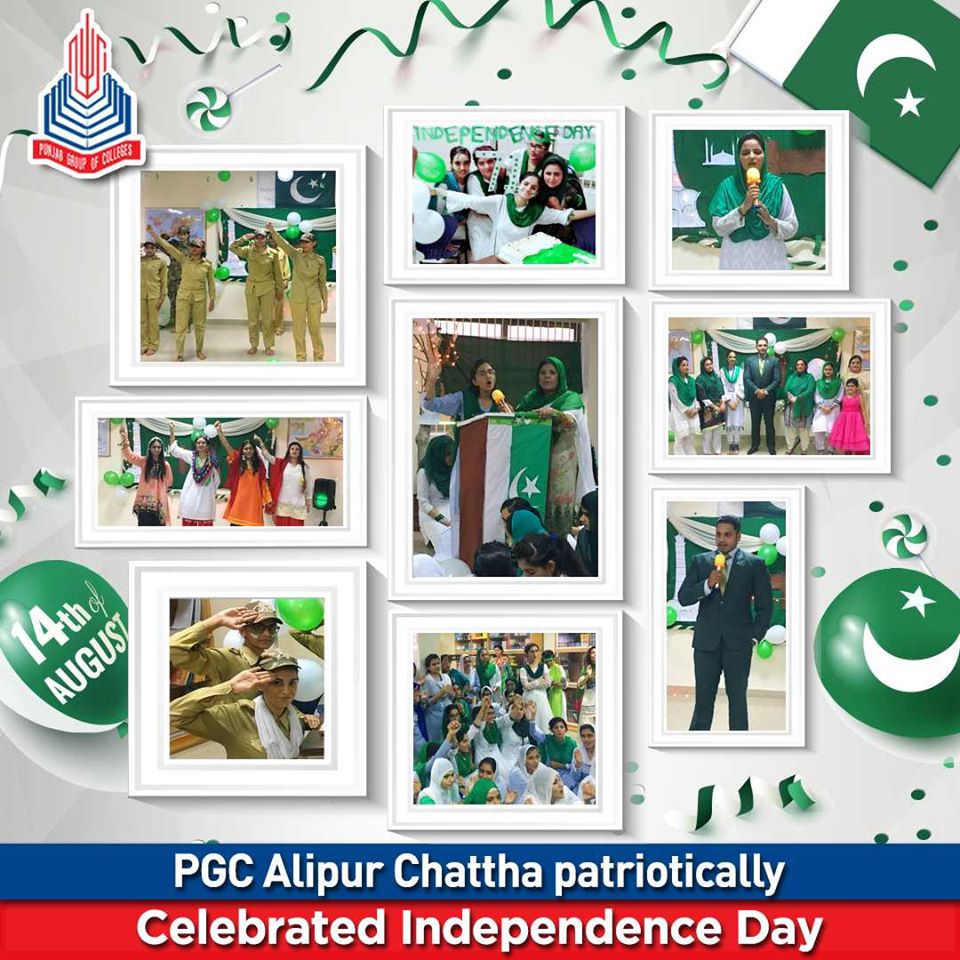 PUNJAB GROUP OF COLLEGES
INDEPENDENCE DAY
14th of
AUGUST
PGC Alipur Chattha patriotically
Celebrated Independence Day